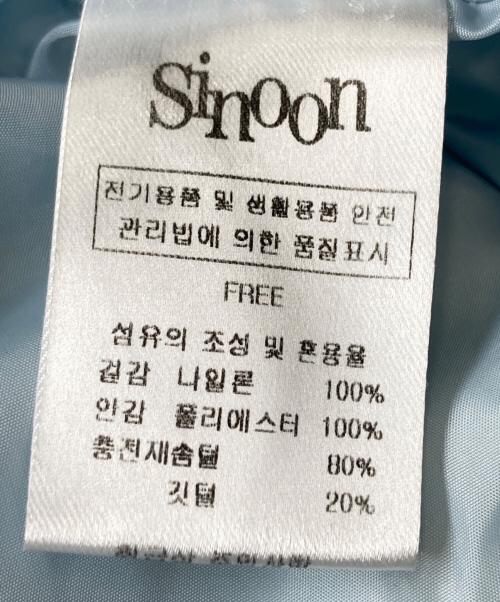 Sinoon
전기용품 및 생활용품 안전
관리법에 의한 품질표시
FREE
섬유의 조성 및 혼용율
겉감 나일론 100%
안감 폴리에스터 100%
충전재솜털 80%
깃털 20%